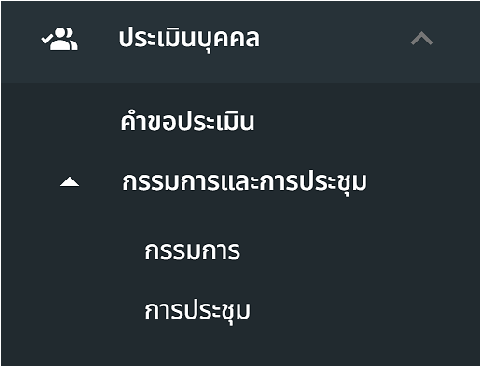 ประเมินบุคคล
คำขอประเมิน
กรรมการและการประชุม
กรรมการ
การประชุม